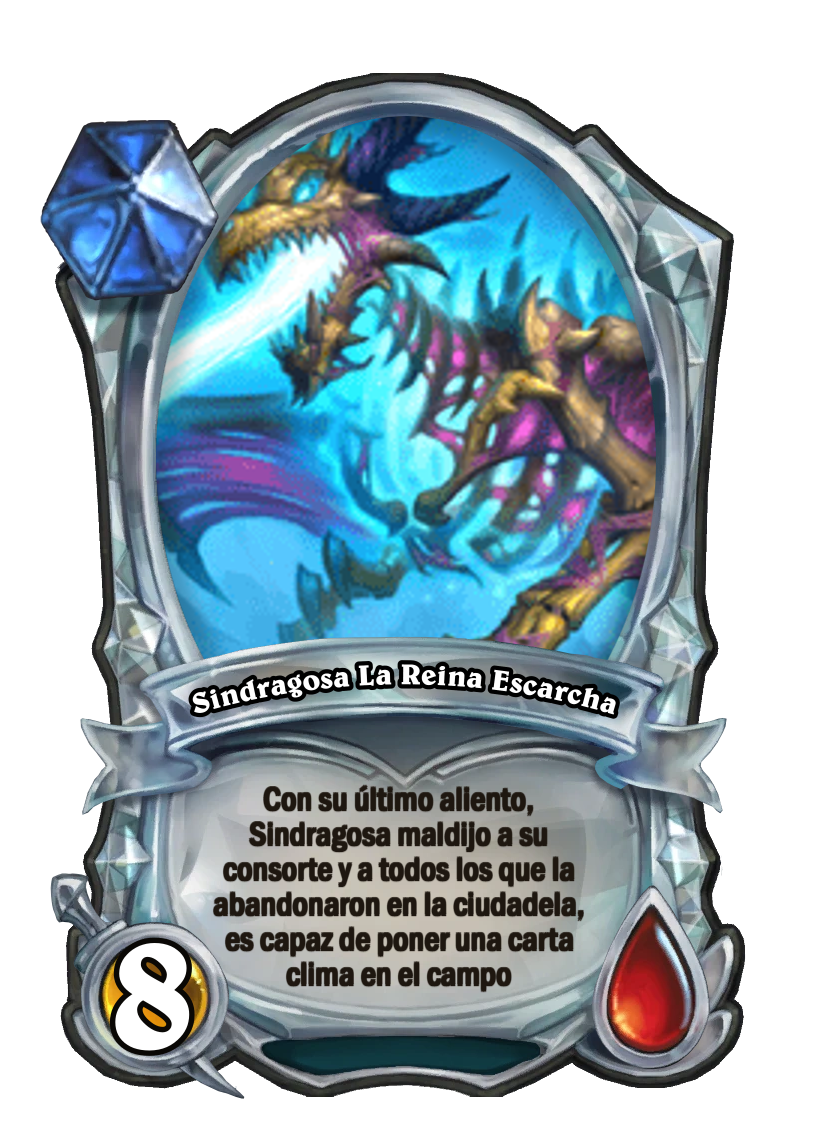 Sindragosa La Reina Escarcha
Con su último aliento,
Sindragosa maldijo a su
consorte y a todos los que la
abandonaron en la ciudadela,
es capaz de poner una carta
clima en el campo
8